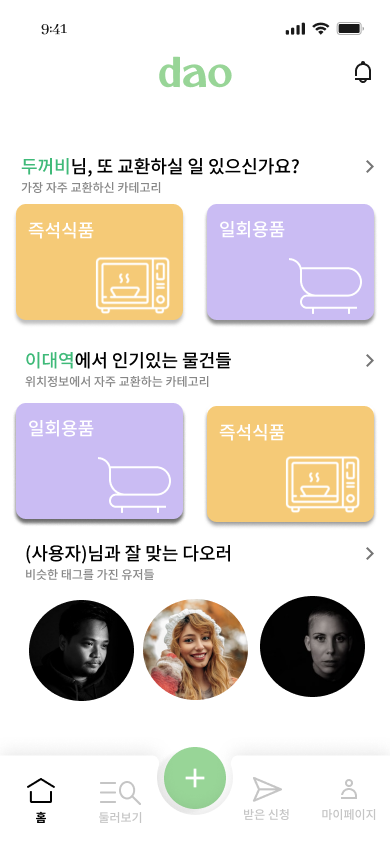 9:41
dao
두꺼비님, 또 교환하실 일 있으신가요?
가장 자주 교환하신 카테고리
즉석식품
일회용품
이대역에서 인기있는 물건들
위치정보에서 자주 교환하는 카테고리
일회용품
즉석식품
(사용자)님과 잘 맞는 다오러
비슷한 태그를 가진 유저들
홈
둘러보기
받은 신청
마이페이지